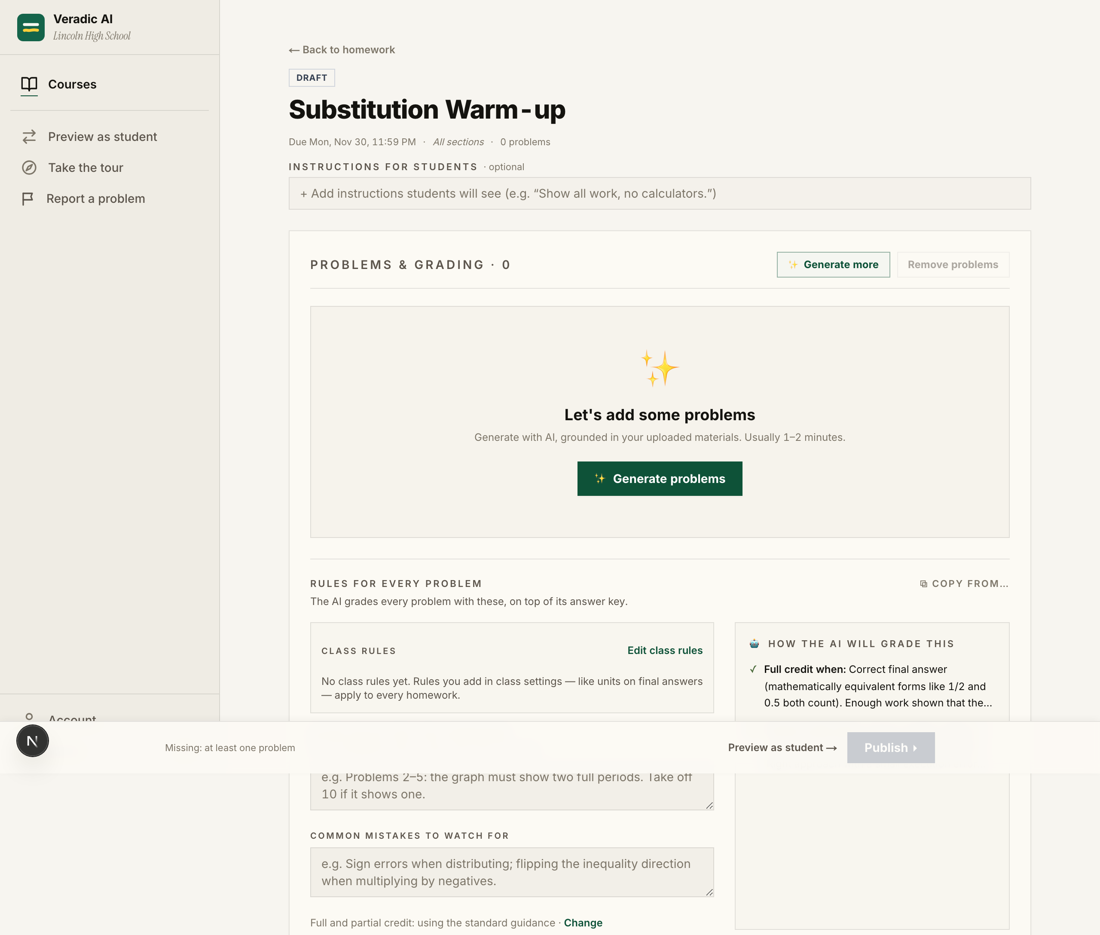 Veradic AI
Lincoln High School
Courses
Preview as student
Take the tour
Report a problem
Account
N
← Back to homework
DRAFT
Substitution Warm-up
Due Mon, Nov 30, 11:59 PM · All sections · 0 problems
INSTRUCTIONS FOR STUDENTS · optional
+ Add instructions students will see (e.g. “Show all work, no calculators.”)
PROBLEMS & GRADING · 0
Generate more
Remove problems
Let's add some problems
Generate with AI, grounded in your uploaded materials. Usually 1–2 minutes.
Generate problems
RULES FOR EVERY PROBLEM
COPY FROM…
The AI grades every problem with these, on top of its answer key.
CLASS RULES
Edit class rules
No class rules yet. Rules you add in class settings — like units on final answers
— apply to every homework.
HOW THE AI WILL GRADE THIS
✓ Full credit when: Correct final answer
(mathematically equivalent forms like 1/2 and
0.5 both count). Enough work shown that the…
Missing: at least one problem
Preview as student →
Publish
e.g. Problems 2–5: the graph must show two full periods. Take off
10 if it shows one.
COMMON MISTAKES TO WATCH FOR
e.g. Sign errors when distributing; flipping the inequality direction
when multiplying by negatives.
Full and partial credit: using the standard guidance · Change